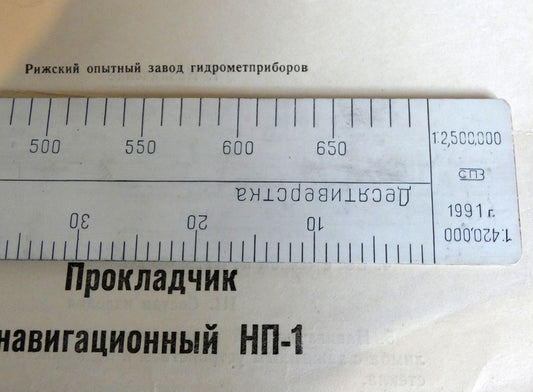 Рижский опытный завод гидрометприборов
500 550 600 650
1:2,500,000
СПЗ
1991 г.
Десятиверстка
30 20 10
1:420,000
Прокладчик
навигационный НП-1